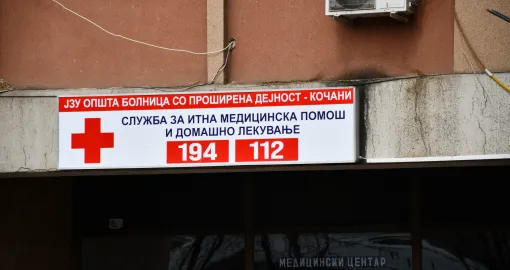 ЈЗУ ОПШТА БОЛНИЦА СО ПРОШИРЕНА ДЕЈНОСТ - КОЧАНИ
СЛУЖБА ЗА ИТНА МЕДИЦИНСКА ПОМОШ
И ДОМАШНО ЛЕКУВАЊЕ
194 112
МЕДИЦИНСКИ ЦЕНТАР